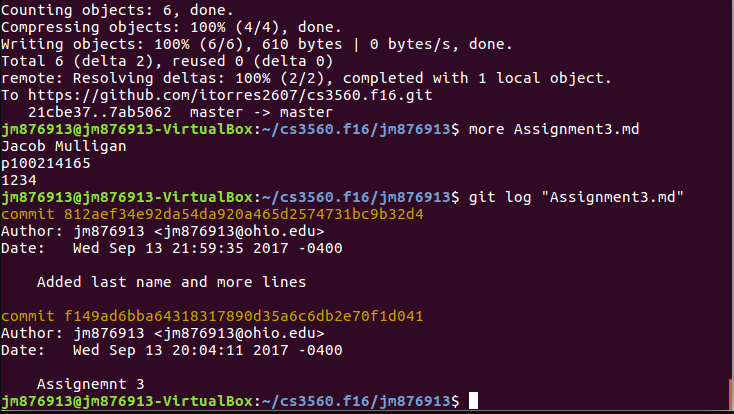 Counting objects: 6, done.
Compressing objects: 100% (4/4), done.
Writing objects: 100% (6/6), 610 bytes | 0 bytes/s, done.
Total 6 (delta 2), reused 0 (delta 0)
remote: Resolving deltas: 100% (2/2), completed with 1 local object.
To https://github.com/itorres2607/cs3560.f16.git
   21cbe37..7ab5062  master -> master
jm876913@jm876913-VirtualBox:~/cs3560.f16/jm876913$ more Assignment3.md
Jacob Mulligan
p100214165
1234
jm876913@jm876913-VirtualBox:~/cs3560.f16/jm876913$ git log "Assignment3.md"
commit 812aef34e92da54da920a465d2574731bc9b32d4
Author: jm876913 <jm876913@ohio.edu>
Date:   Wed Sep 13 21:59:35 2017 -0400

    Added last name and more lines

commit f149ad6bba64318317890d35a6c6db2e70f1d041
Author: jm876913 <jm876913@ohio.edu>
Date:   Wed Sep 13 20:04:11 2017 -0400

    Assignemnt 3
jm876913@jm876913-VirtualBox:~/cs3560.f16/jm876913$